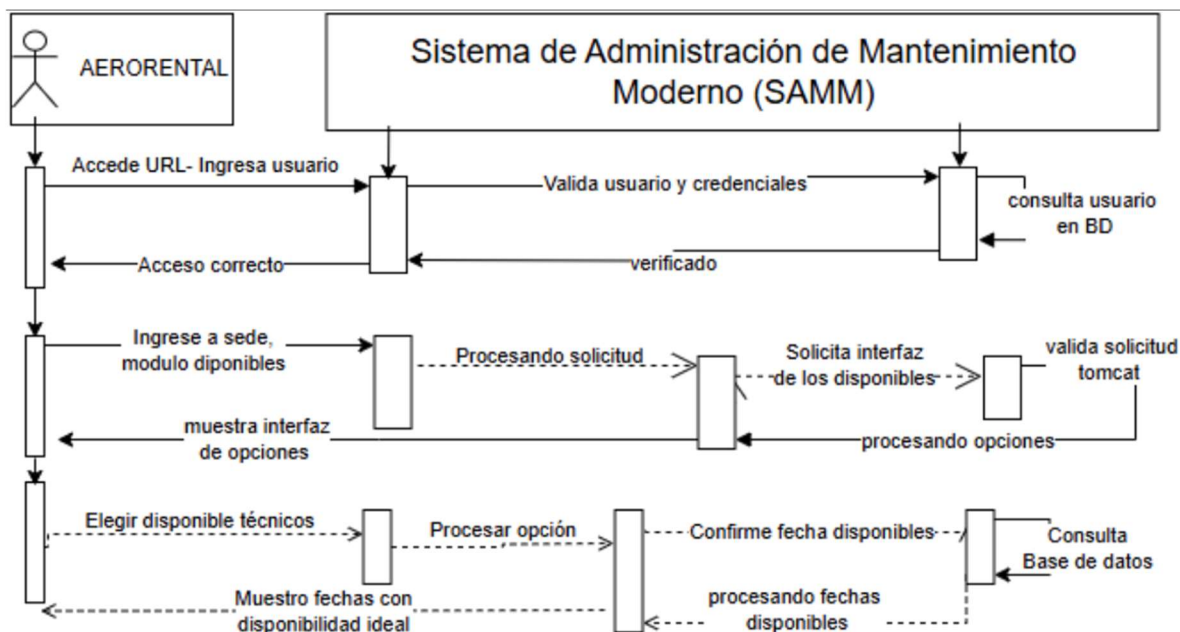 AERORENTAL
Sistema de Administración de Mantenimiento
Moderno (SAMM)
Accede URL- Ingresa usuario
Valida usuario y credenciales
consulta usuario
en BD
Acceso correcto
verificado
Ingrese a sede,
modulo diponibles
Procesando solicitud
Solicita interfaz
de los disponibles
valida solicitud
tomcat
muestra interfaz
de opciones
procesando opciones
Elegir disponible técnicos
Procesar opción
Confirme fecha disponibles
Consulta
Base de datos
Muestro fechas con
disponibilidad ideal
procesando fechas
disponibles